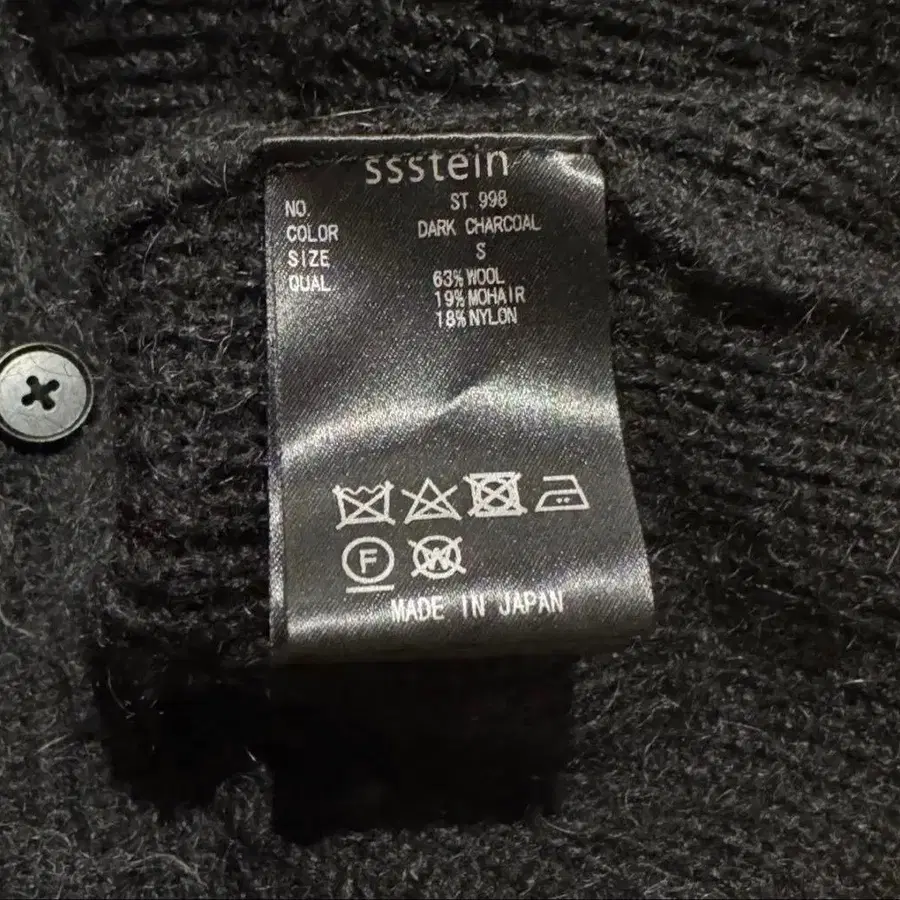 ssstein
NO. ST 998
COLOR DARK CHARCOAL
SIZE S
QUAL 63% WOOL
19% MOHAIR
18% NYLON
F
W
MADE IN JAPAN